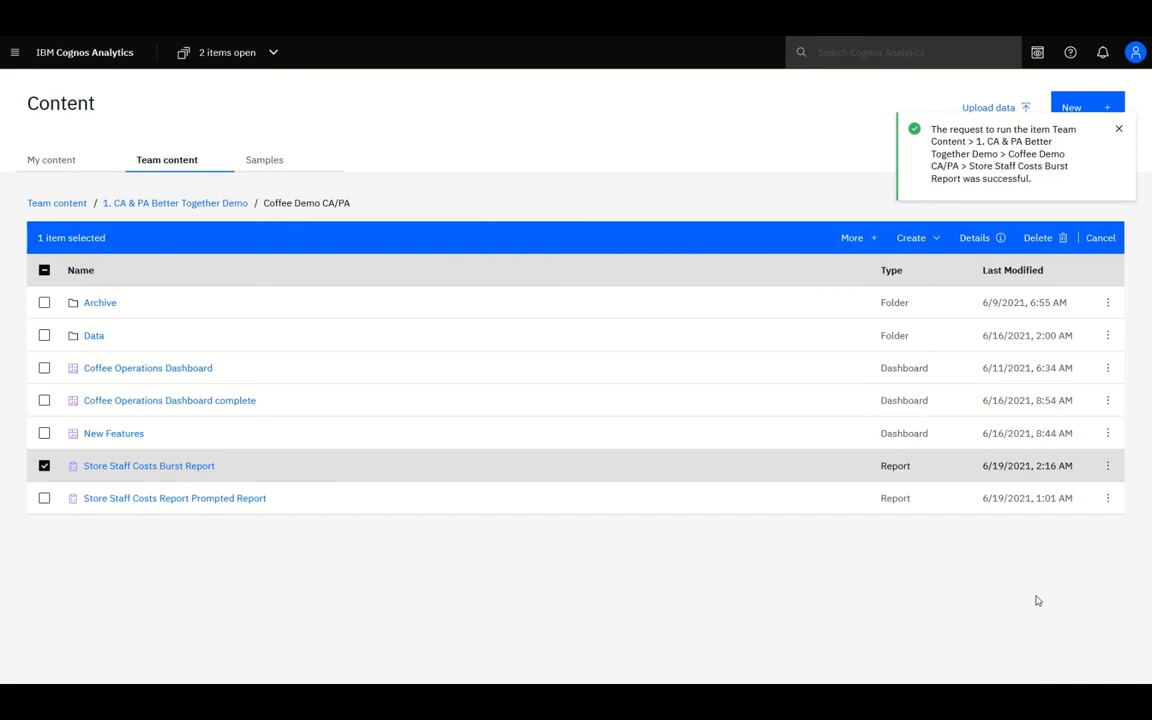 IBM Cognos Analytics
2 items open
Search Cognos Analytics
Content
Upload data
New +
The request to run the item Team
Content > 1. CA & PA Better
Together Demo > Coffee Demo
CA/PA > Store Staff Costs Burst
Report was successful.
My content
Team content
Samples
Team content / 1. CA & PA Better Together Demo / Coffee Demo CA/PA
1 item selected
More +
Create
Details
Delete
Cancel
Name Type Last Modified
Archive Folder 6/9/2021, 6:55 AM
Data Folder 6/16/2021, 2:00 AM
Coffee Operations Dashboard Dashboard 6/11/2021, 6:34 AM
Coffee Operations Dashboard complete Dashboard 6/16/2021, 8:54 AM
New Features Dashboard 6/16/2021, 8:44 AM
Store Staff Costs Burst Report Report 6/19/2021, 2:16 AM
Store Staff Costs Report Prompted Report Report 6/19/2021, 1:01 AM